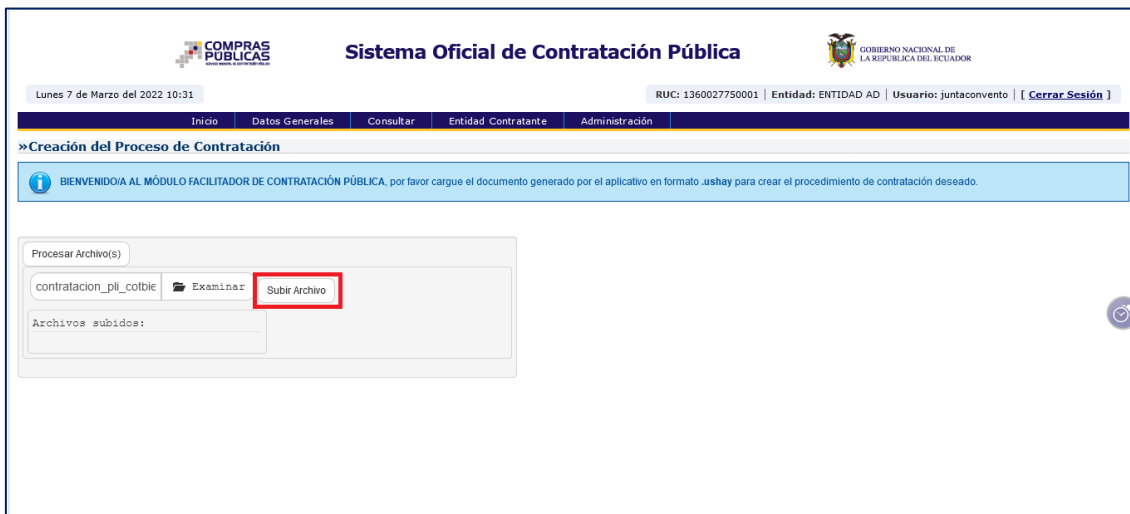 COMPRAS
PÚBLICAS
Sistema Oficial de Contratación Pública
GOBIERNO NACIONAL DE
LA REPUBLICA DEL ECUADOR
Lunes 7 de Marzo del 2022 10:31
RUC: 1360027750001 | Entidad: ENTIDAD AD | Usuario: juntaconvento | [ Cerrar Sesión ]
Inicio Datos Generales Consultar Entidad Contratante Administración
»Creación del Proceso de Contratación
BIENVENIDO/A AL MÓDULO FACILITADOR DE CONTRATACIÓN PÚBLICA, por favor cargue el documento generado por el aplicativo en formato .ushay para crear el procedimiento de contratación deseado.
Procesar Archivo(s)
contratacion_pli_cotbie Examinar Subir Archivo
Archivos subidos: